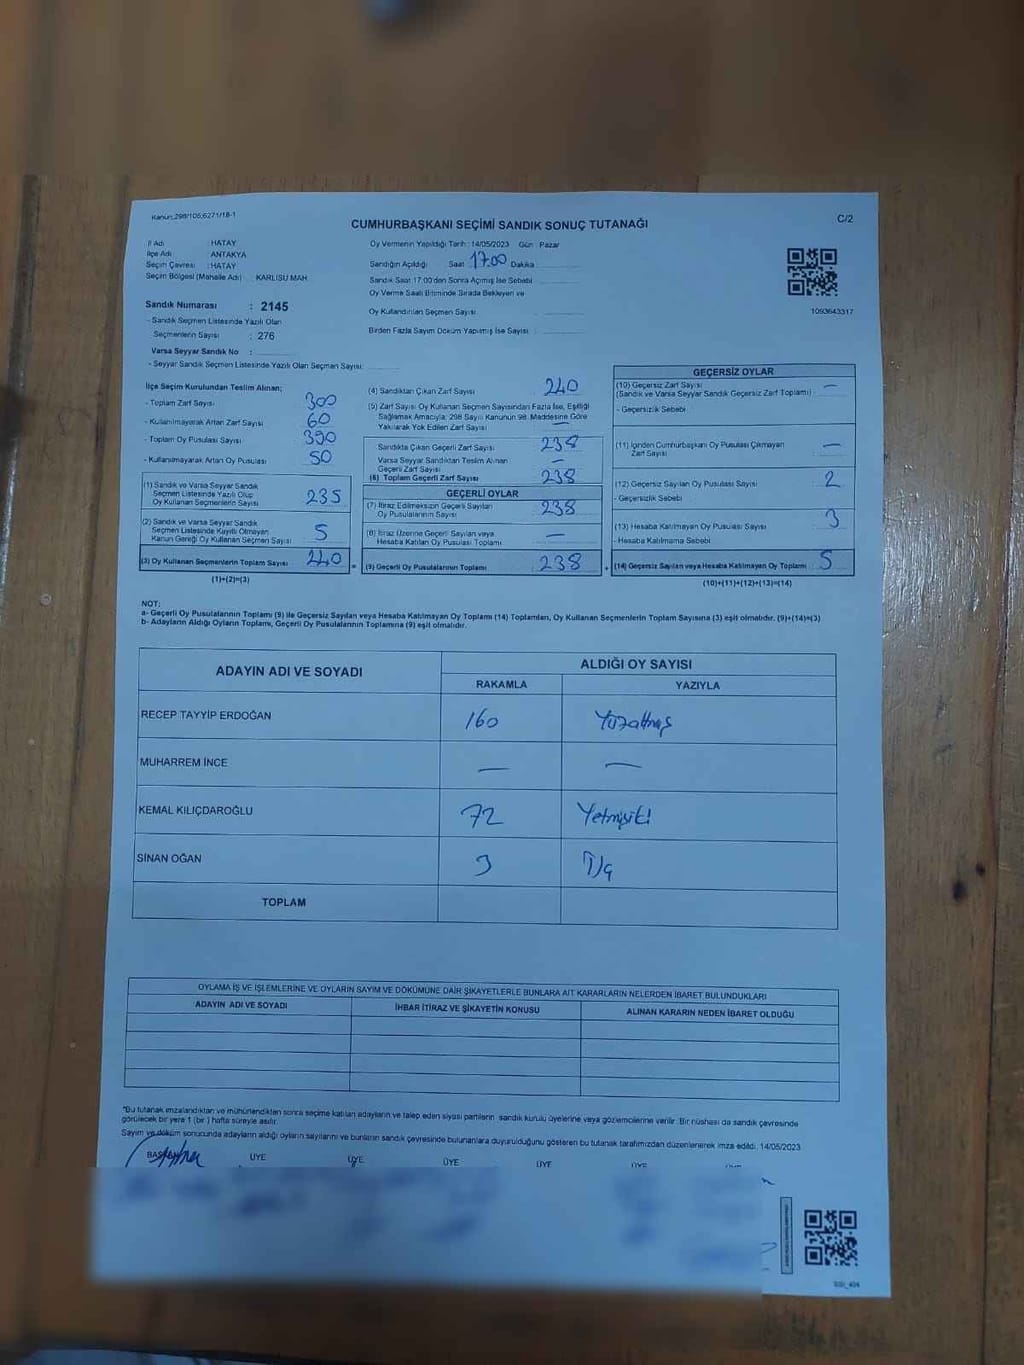 Kanun:298/105;6271/18-1
C/2
CUMHURBAŞKANI SEÇİMİ SANDIK SONUÇ TUTANAĞI
İl Adı : HATAY
İlçe Adı : ANTAKYA
Seçim Çevresi : HATAY
Seçim Bölgesi (Mahalle Adı) : KARLISU MAH.
Oy Vermenin Yapıldığı Tarih : 14/05/2023 Gün : Pazar
Sandığın Açıldığı Saat 17.00 Dakika
Sandık Saat 17.00'den Sonra Açılmış İse Sebebi
Oy Verme Saati Bitiminde Sırada Bekleyen ve
Oy Kullandırılan Seçmen Sayısı
Birden Fazla Sayım Döküm Yapılmış İse Sayısı
1093643317
Sandık Numarası : 2145
- Sandık Seçmen Listesinde Yazılı Olan
Seçmenlerin Sayısı : 276
Varsa Seyyar Sandık No :
- Seyyar Sandık Seçmen Listesinde Yazılı Olan Seçmen Sayısı:
İlçe Seçim Kurulundan Teslim Alınan;
- Toplam Zarf Sayısı 300
- Kullanılmayarak Artan Zarf Sayısı 60
- Toplam Oy Pusulası Sayısı 390
- Kullanılmayarak Artan Oy Pusulası 50
(1) Sandık ve Varsa Seyyar Sandık
Seçmen Listesinde Yazılı Olup
Oy Kullanan Seçmenlerin Sayısı 235
(2) Sandık ve Varsa Seyyar Sandık
Seçmen Listesinde Kayıtlı Olmayan
Kanun Gereği Oy Kullanan Seçmen Sayısı 5
(3) Oy Kullanan Seçmenlerin Toplam Sayısı 240
(1)+(2)=(3)
(4) Sandıktan Çıkan Zarf Sayısı 240
(5) Zarf Sayısı Oy Kullanan Seçmen Sayısından Fazla İse, Eşitliği
Sağlamak Amacıyla; 298 Sayılı Kanunun 98. Maddesine Göre
Yakılarak Yok Edilen Zarf Sayısı —
Sandıkta Çıkan Geçerli Zarf Sayısı 238
Varsa Seyyar Sandıktan Teslim Alınan
Geçerli Zarf Sayısı —
(6) Toplam Geçerli Zarf Sayısı 238
GEÇERLİ OYLAR
(7) İtiraz Edilmeksizin Geçerli Sayılan
Oy Pusulalarının Sayısı 238
(8) İtiraz Üzerine Geçerli Sayılan veya
Hesaba Katılan Oy Pusulası Toplamı —
= (9) Geçerli Oy Pusulalarının Toplamı 238
GEÇERSİZ OYLAR
(10) Geçersiz Zarf Sayısı —
(Sandık ve Varsa Seyyar Sandık Geçersiz Zarf Toplamı)
- Geçersizlik Sebebi
(11) İçinden Cumhurbaşkanı Oy Pusulası Çıkmayan
Zarf Sayısı —
(12) Geçersiz Sayılan Oy Pusulası Sayısı 2
- Geçersizlik Sebebi
(13) Hesaba Katılmayan Oy Pusulası Sayısı 3
- Hesaba Katılmama Sebebi
+ (14) Geçersiz Sayılan veya Hesaba Katılmayan Oy Toplamı 5
(10)+(11)+(12)+(13)=(14)
NOT:
a- Geçerli Oy Pusulalarının Toplamı (9) ile Geçersiz Sayılan veya Hesaba Katılmayan Oy Toplamı (14) Toplamları, Oy Kullanan Seçmenlerin Toplam Sayısına (3) eşit olmalıdır. (9)+(14)=(3)
b- Adayların Aldığı Oyların Toplamı, Geçerli Oy Pusulalarının Toplamına (9) eşit olmalıdır.
ADAYIN ADI VE SOYADI ALDIĞI OY SAYISI
RAKAMLA YAZIYLA
RECEP TAYYİP ERDOĞAN 160 Yüzaltmış
MUHARREM İNCE — —
KEMAL KILIÇDAROĞLU 72 Yetmişiki
SİNAN OĞAN 3 Üç
TOPLAM
OYLAMA İŞ VE İŞLEMLERİNE VE OYLARIN SAYIM VE DÖKÜMÜNE DAİR ŞİKAYETLERLE BUNLARA AİT KARARLARIN NELERDEN İBARET BULUNDUKLARI
ADAYIN ADI VE SOYADI İHBAR İTİRAZ VE ŞİKAYETİN KONUSU ALINAN KARARIN NEDEN İBARET OLDUĞU
"Bu tutanak imzalandıktan ve mühürlendikten sonra seçime katılan adayların ve talep eden siyasi partilerin sandık kurulu üyelerine veya gözlemcilerine verilir. Bir nüshası da sandık çevresinde
görülecek bir yere 1 (bir) hafta süreyle asılır.
Sayım ve döküm sonucunda adayların aldığı oyların sayılarını ve bunların sandık çevresinde bulunanlara duyurulduğunu gösteren bu tutanak tarafımızdan düzenlenerek imza edildi. 14/05/2023
BAŞKAN ÜYE ÜYE ÜYE ÜYE ÜYE ÜYE